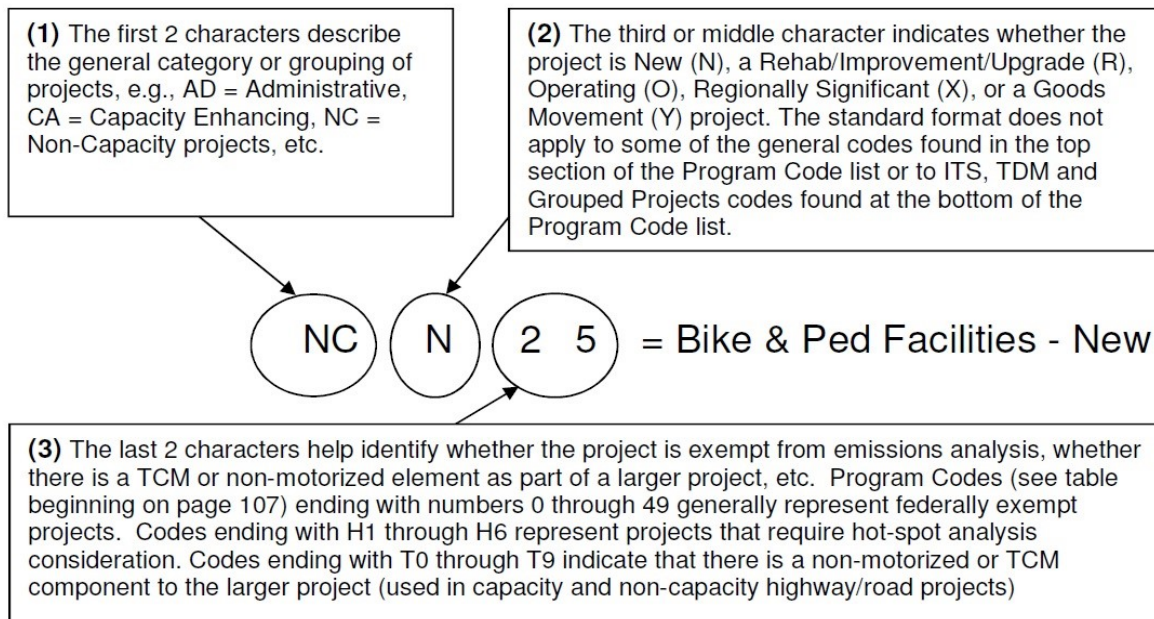 (1) The first 2 characters describe
the general category or grouping of
projects, e.g., AD = Administrative,
CA = Capacity Enhancing, NC =
Non-Capacity projects, etc.
(2) The third or middle character indicates whether the
project is New (N), a Rehab/Improvement/Upgrade (R),
Operating (O), Regionally Significant (X), or a Goods
Movement (Y) project. The standard format does not
apply to some of the general codes found in the top
section of the Program Code list or to ITS, TDM and
Grouped Projects codes found at the bottom of the
Program Code list.
NC N 2 5 = Bike & Ped Facilities - New
(3) The last 2 characters help identify whether the project is exempt from emissions analysis, whether
there is a TCM or non-motorized element as part of a larger project, etc. Program Codes (see table
beginning on page 107) ending with numbers 0 through 49 generally represent federally exempt
projects. Codes ending with H1 through H6 represent projects that require hot-spot analysis
consideration. Codes ending with T0 through T9 indicate that there is a non-motorized or TCM
component to the larger project (used in capacity and non-capacity highway/road projects)